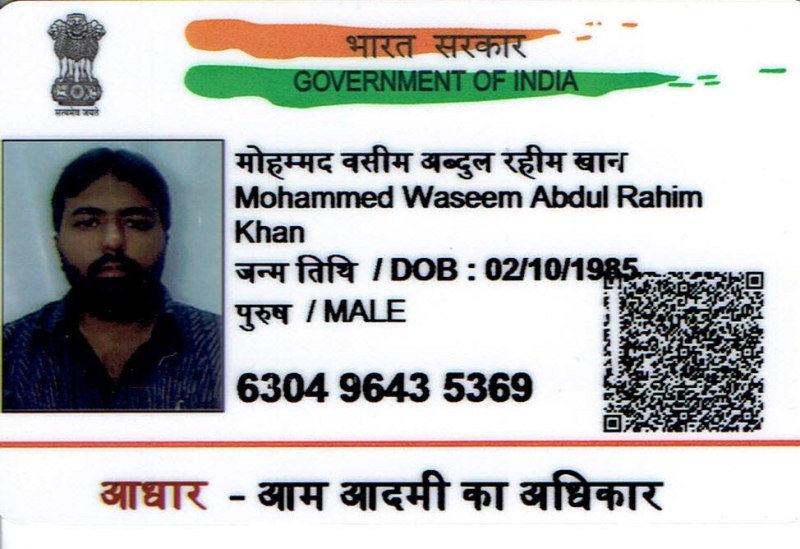 भारत सरकार
GOVERNMENT OF INDIA
सत्यमेव जयते
मोहम्मद वसीम अब्दुल रहीम खान
Mohammed Waseem Abdul Rahim
Khan
जन्म तिथि / DOB : 02/10/1985
पुरुष / MALE
6304 9643 5369
आधार - आम आदमी का अधिकार